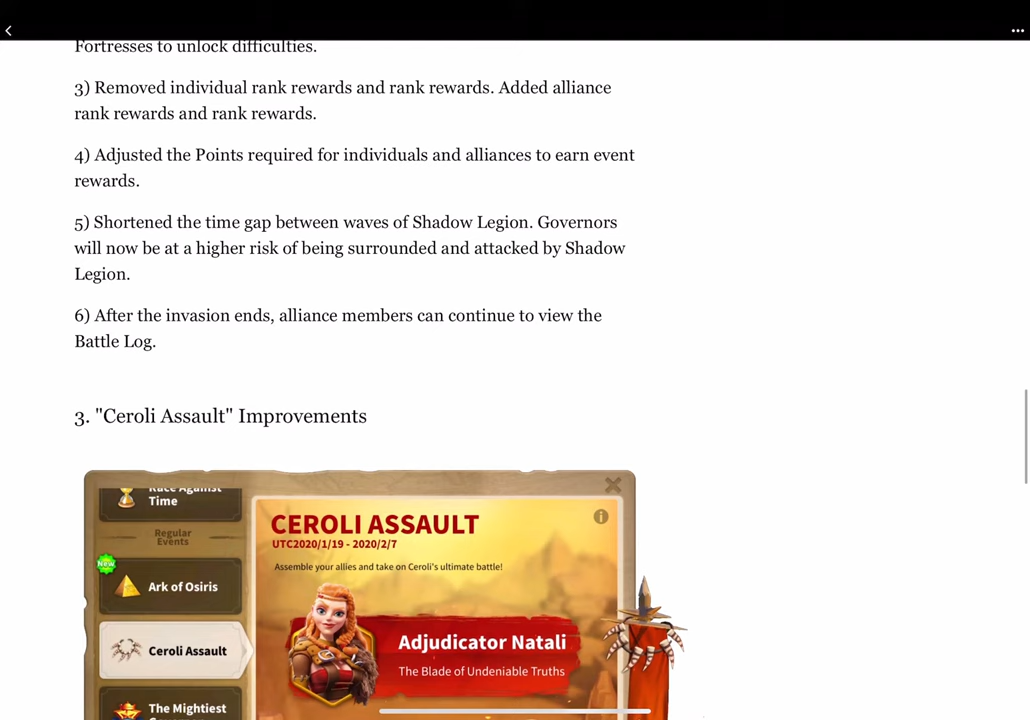 Fortresses to unlock difficulties.
3) Removed individual rank rewards and rank rewards. Added alliance
rank rewards and rank rewards.
4) Adjusted the Points required for individuals and alliances to earn event
rewards.
5) Shortened the time gap between waves of Shadow Legion. Governors
will now be at a higher risk of being surrounded and attacked by Shadow
Legion.
6) After the invasion ends, alliance members can continue to view the
Battle Log.
3. "Ceroli Assault" Improvements
Race Against
Time
Regular
Events
New
Ark of Osiris
Ceroli Assault
The Mightiest
CEROLI ASSAULT
UTC2020/1/19 - 2020/2/7
Assemble your allies and take on Ceroli's ultimate battle!
Adjudicator Natali
The Blade of Undeniable Truths